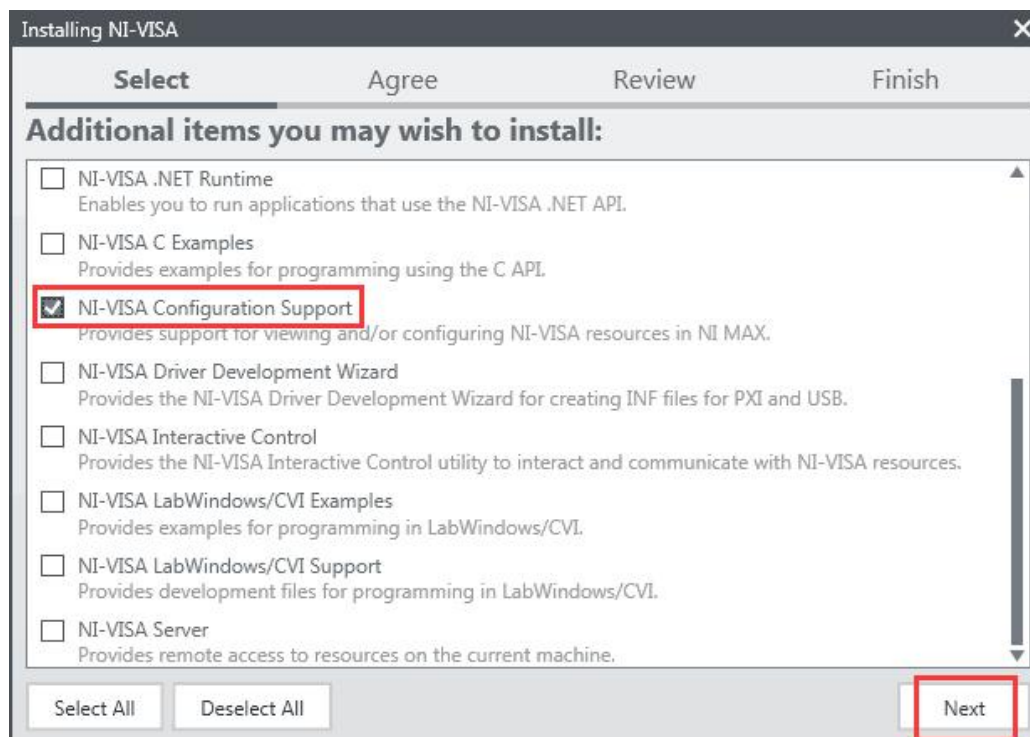 Installing NI-VISA
Select Agree Review Finish
Additional items you may wish to install:
NI-VISA .NET Runtime
Enables you to run applications that use the NI-VISA .NET API.
NI-VISA C Examples
Provides examples for programming using the C API.
NI-VISA Configuration Support
Provides support for viewing and/or configuring NI-VISA resources in NI MAX.
NI-VISA Driver Development Wizard
Provides the NI-VISA Driver Development Wizard for creating INF files for PXI and USB.
NI-VISA Interactive Control
Provides the NI-VISA Interactive Control utility to interact and communicate with NI-VISA resources.
NI-VISA LabWindows/CVI Examples
Provides examples for programming in LabWindows/CVI.
NI-VISA LabWindows/CVI Support
Provides development files for programming in LabWindows/CVI.
NI-VISA Server
Provides remote access to resources on the current machine.
Select All Deselect All Next